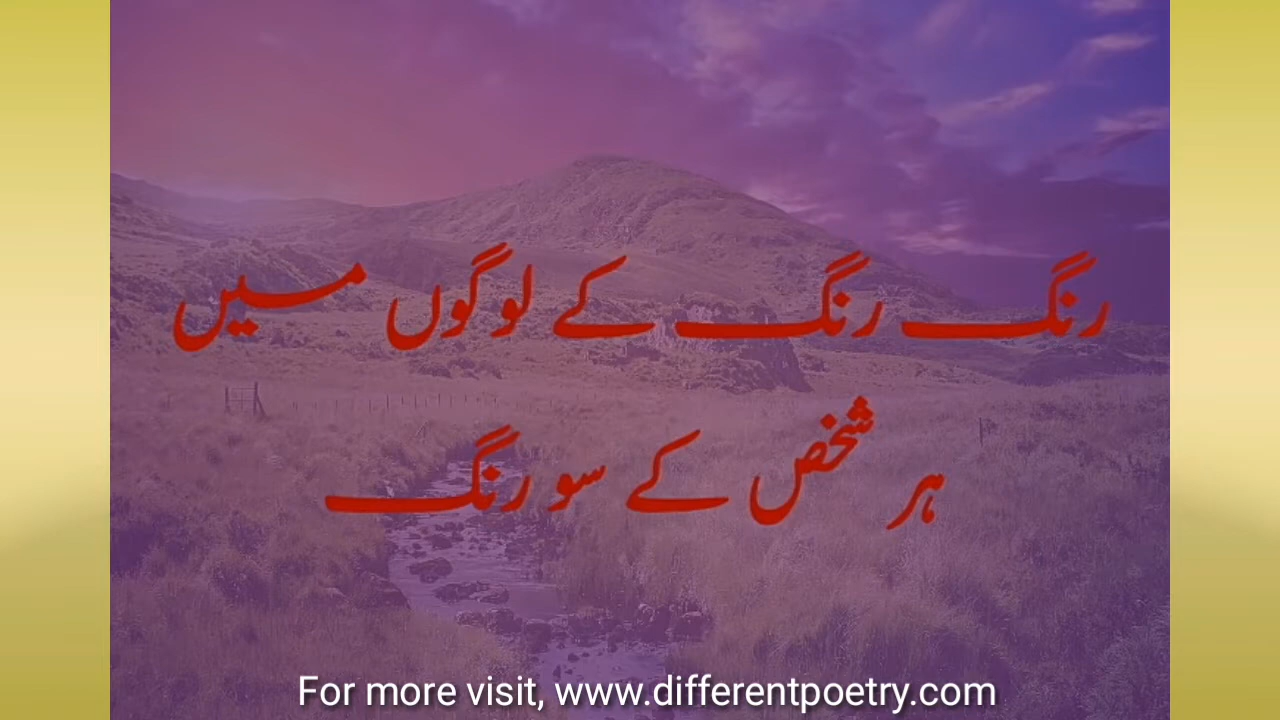 رنگ رنگ کے لوگوں میں
ہر شخص کے سو رنگ
For more visit, www.differentpoetry.com